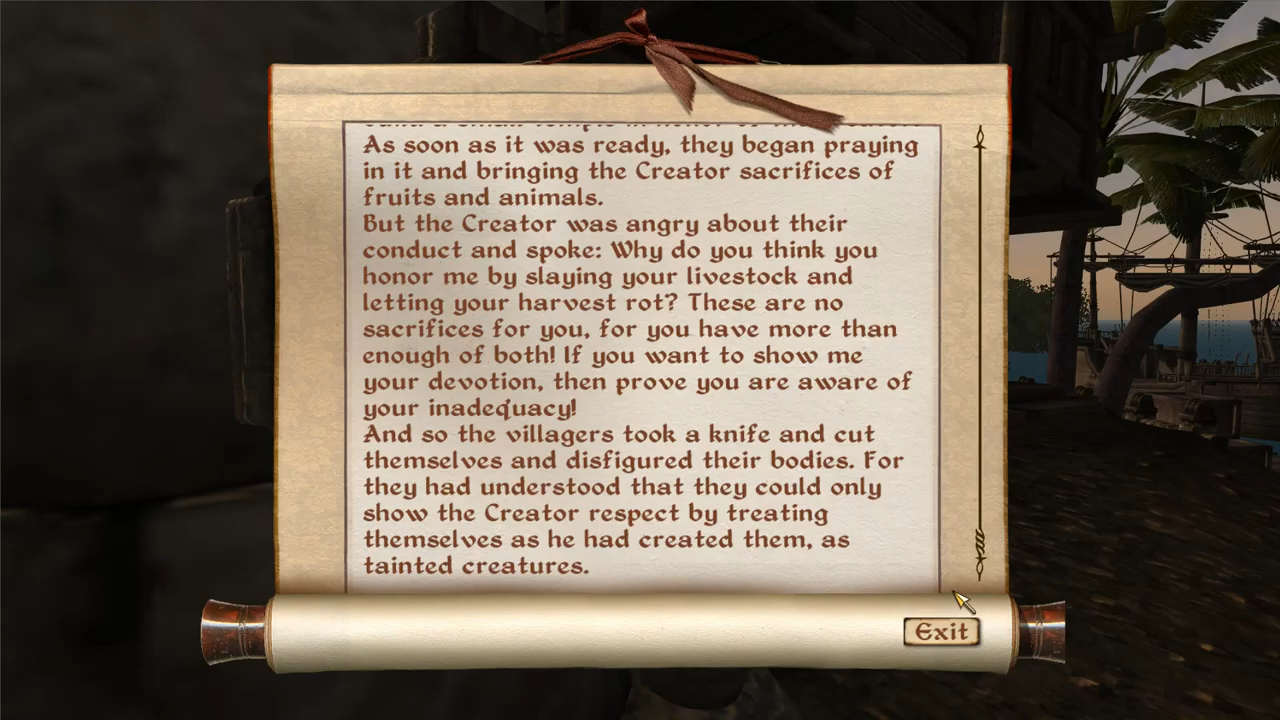 As soon as it was ready, they began praying
in it and bringing the Creator sacrifices of
fruits and animals.
But the Creator was angry about their
conduct and spoke: Why do you think you
honor me by slaying your livestock and
letting your harvest rot? These are no
sacrifices for you, for you have more than
enough of both! If you want to show me
your devotion, then prove you are aware of
your inadequacy!
And so the villagers took a knife and cut
themselves and disfigured their bodies. For
they had understood that they could only
show the Creator respect by treating
themselves as he had created them, as
tainted creatures.
Exit